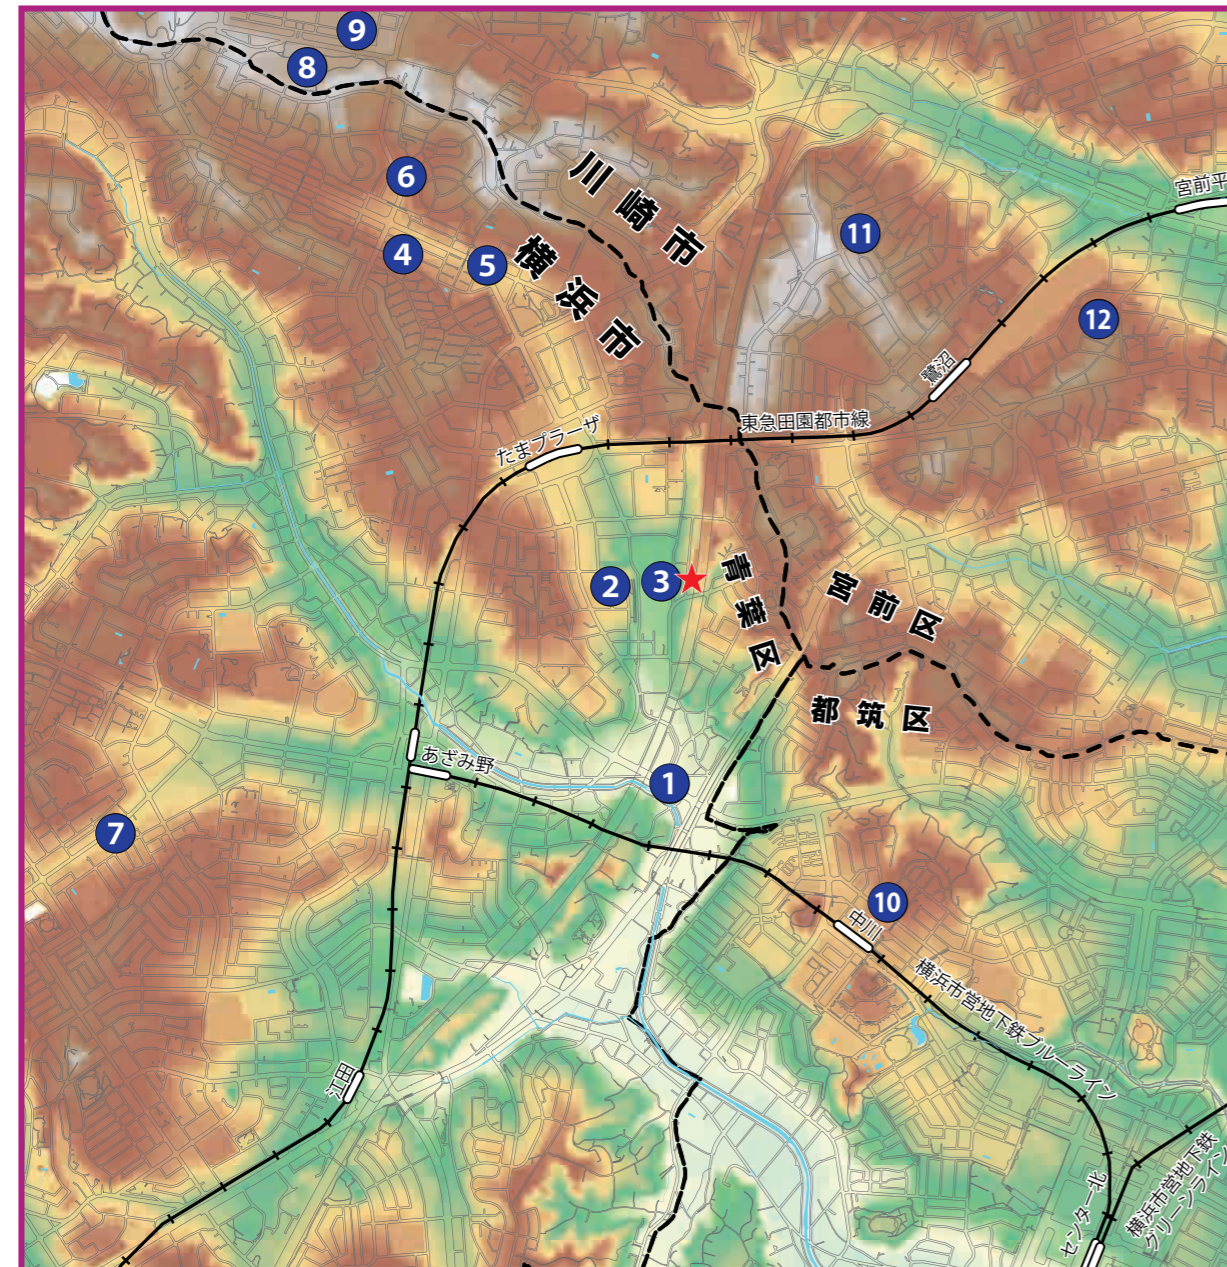 9
8
6
川崎市
宮前平
11
4
5
横浜市
12
鷺沼
東急田園都市線
たまプラーザ
2
3
青葉区
宮前区
都筑区
あざみ野
1
7
10
中川
横浜市営地下鉄ブルーライン
江田
センター北
横浜市営地下鉄
グリーンライン